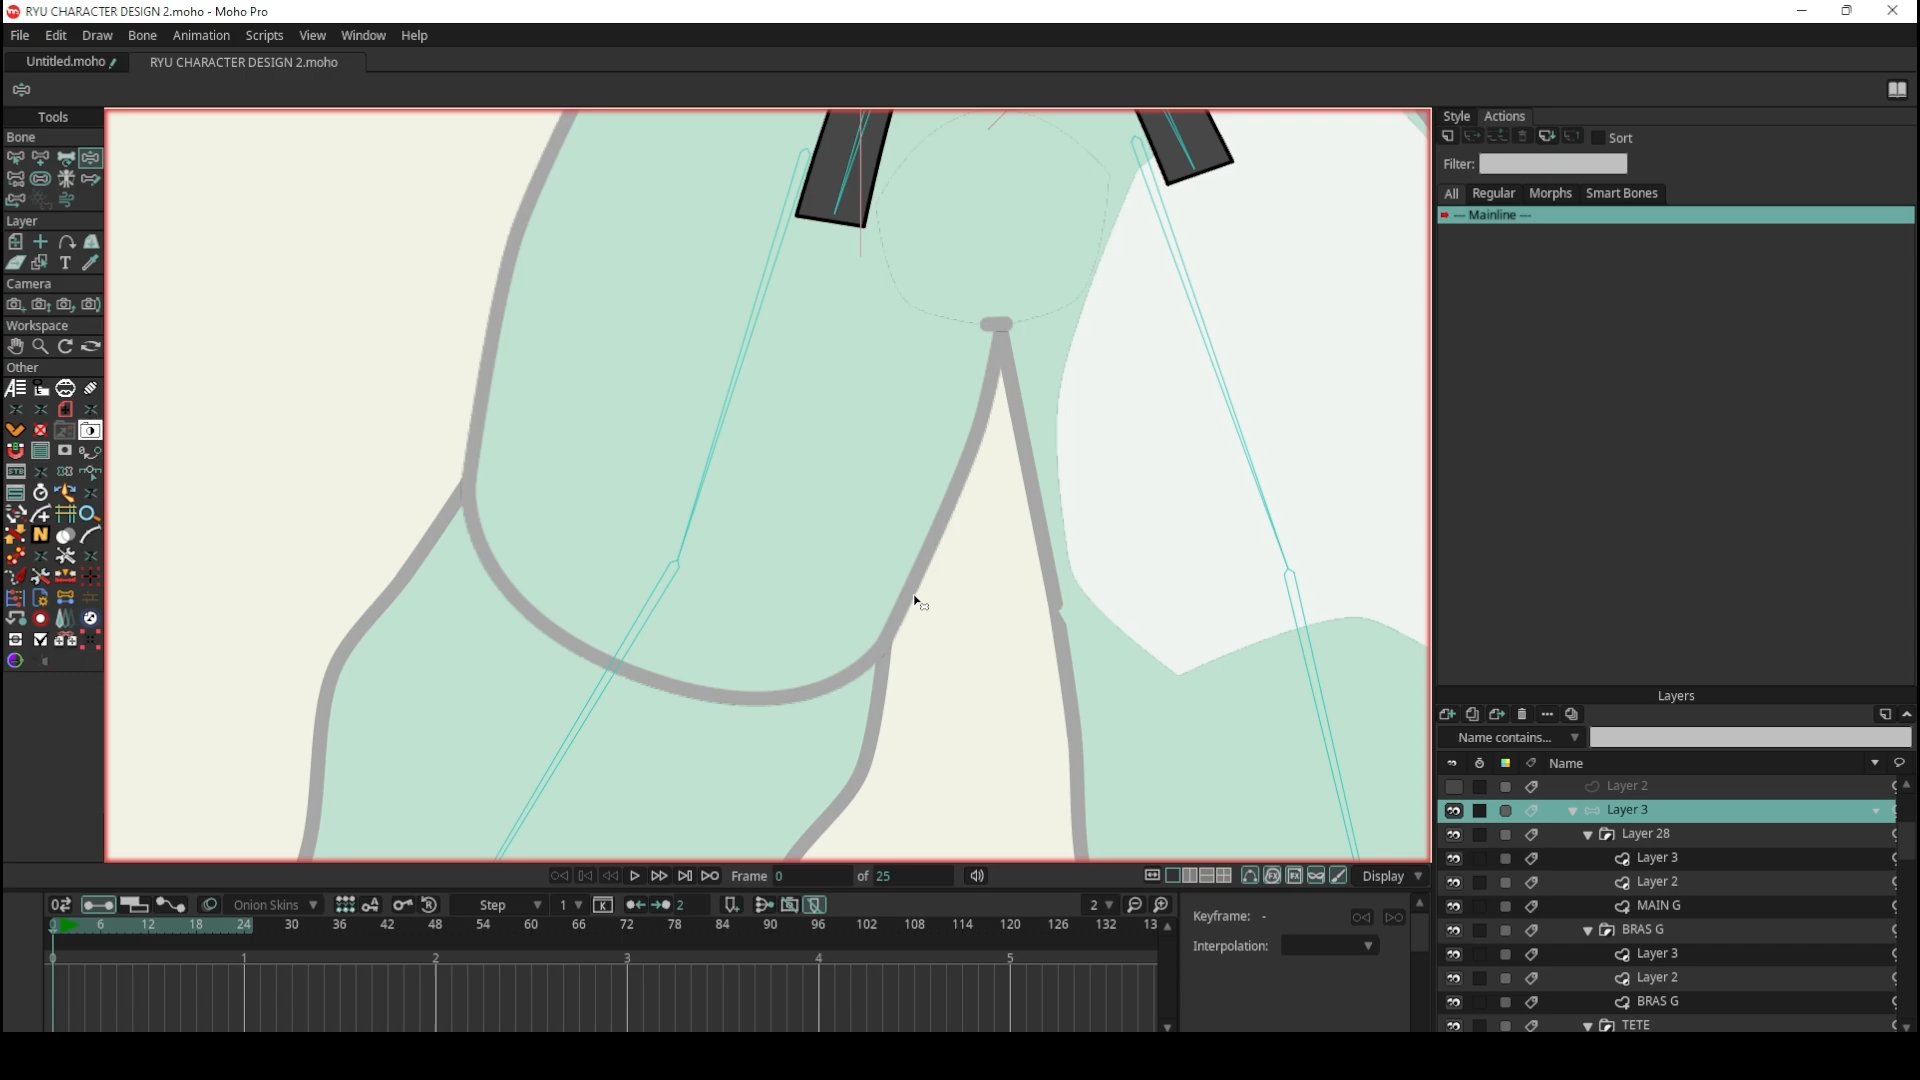 RYU CHARACTER DESIGN 2.moho - Moho Pro
File Edit Draw Bone Animation Scripts View Window Help
Untitled.moho RYU CHARACTER DESIGN 2.moho
Tools
Bone
Layer
Camera
Workspace
Other
Style Actions
Sort
Filter:
All Regular Morphs Smart Bones
— Mainline —
Layers
Name contains...
Name
Layer 2
Layer 3
Layer 28
Layer 3
Layer 2
MAIN G
BRAS G
Layer 3
Layer 2
BRAS G
TETE
Frame 0 of 25
Display
Onion Skins Step 1 2 2
0 6 12 18 24 30 36 42 48 54 60 66 72 78 84 90 96 102 108 114 120 126 132 13
0 1 2 3 4 5
Keyframe: -
Interpolation: